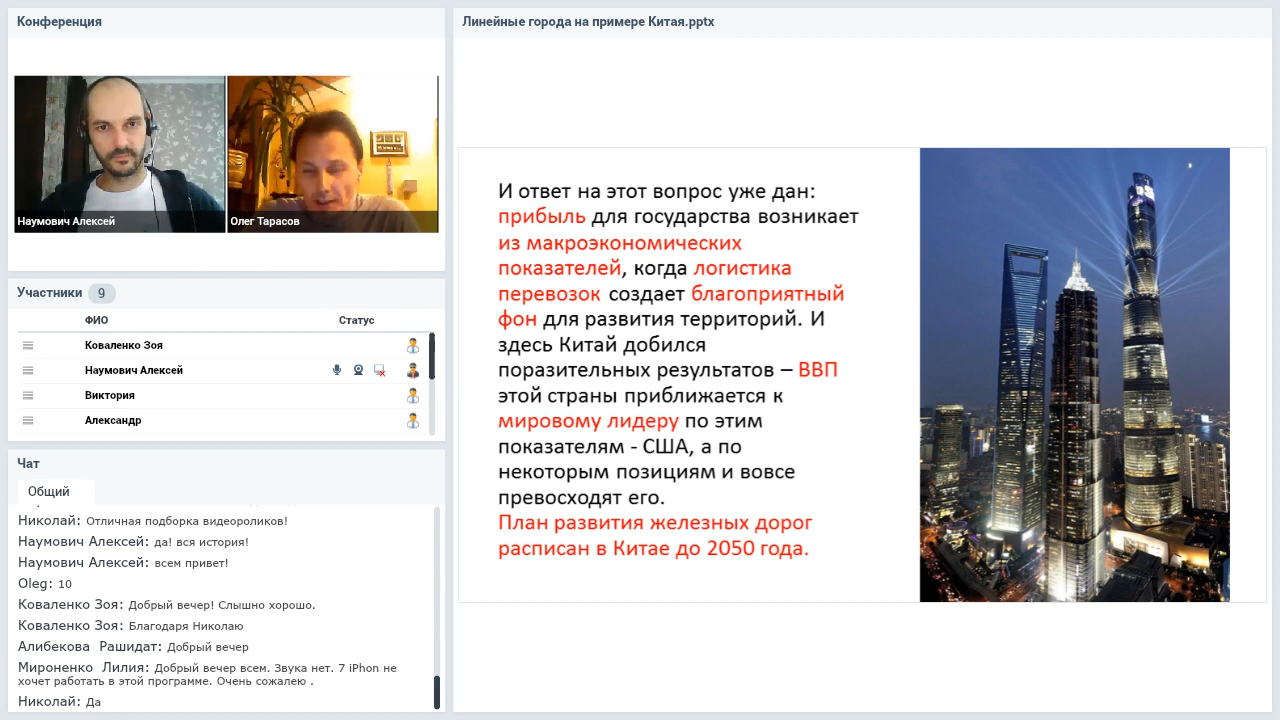 Конференция
Наумович Алексей
Олег Тарасов
Участники 9
ФИО Статус
Коваленко Зоя
Наумович Алексей
Виктория
Александр
Чат
Общий
Николай: Отличная подборка видеороликов!
Наумович Алексей: да! вся история!
Наумович Алексей: всем привет!
Oleg: 10
Коваленко Зоя: Добрый вечер! Слышно хорошо.
Коваленко Зоя: Благодаря Николаю
Алибекова Рашидат: Добрый вечер
Мироненко Лилия: Добрый вечер всем. Звука нет. 7 iPhon не
хочет работать в этой программе. Очень сожалею .
Николай: Да
Линейные города на примере Китая.pptx
И ответ на этот вопрос уже дан:
прибыль для государства возникает
из макроэкономических
показателей, когда логистика
перевозок создает благоприятный
фон для развития территорий. И
здесь Китай добился
поразительных результатов – ВВП
этой страны приближается к
мировому лидеру по этим
показателям - США, а по
некоторым позициям и вовсе
превосходят его.
План развития железных дорог
расписан в Китае до 2050 года.